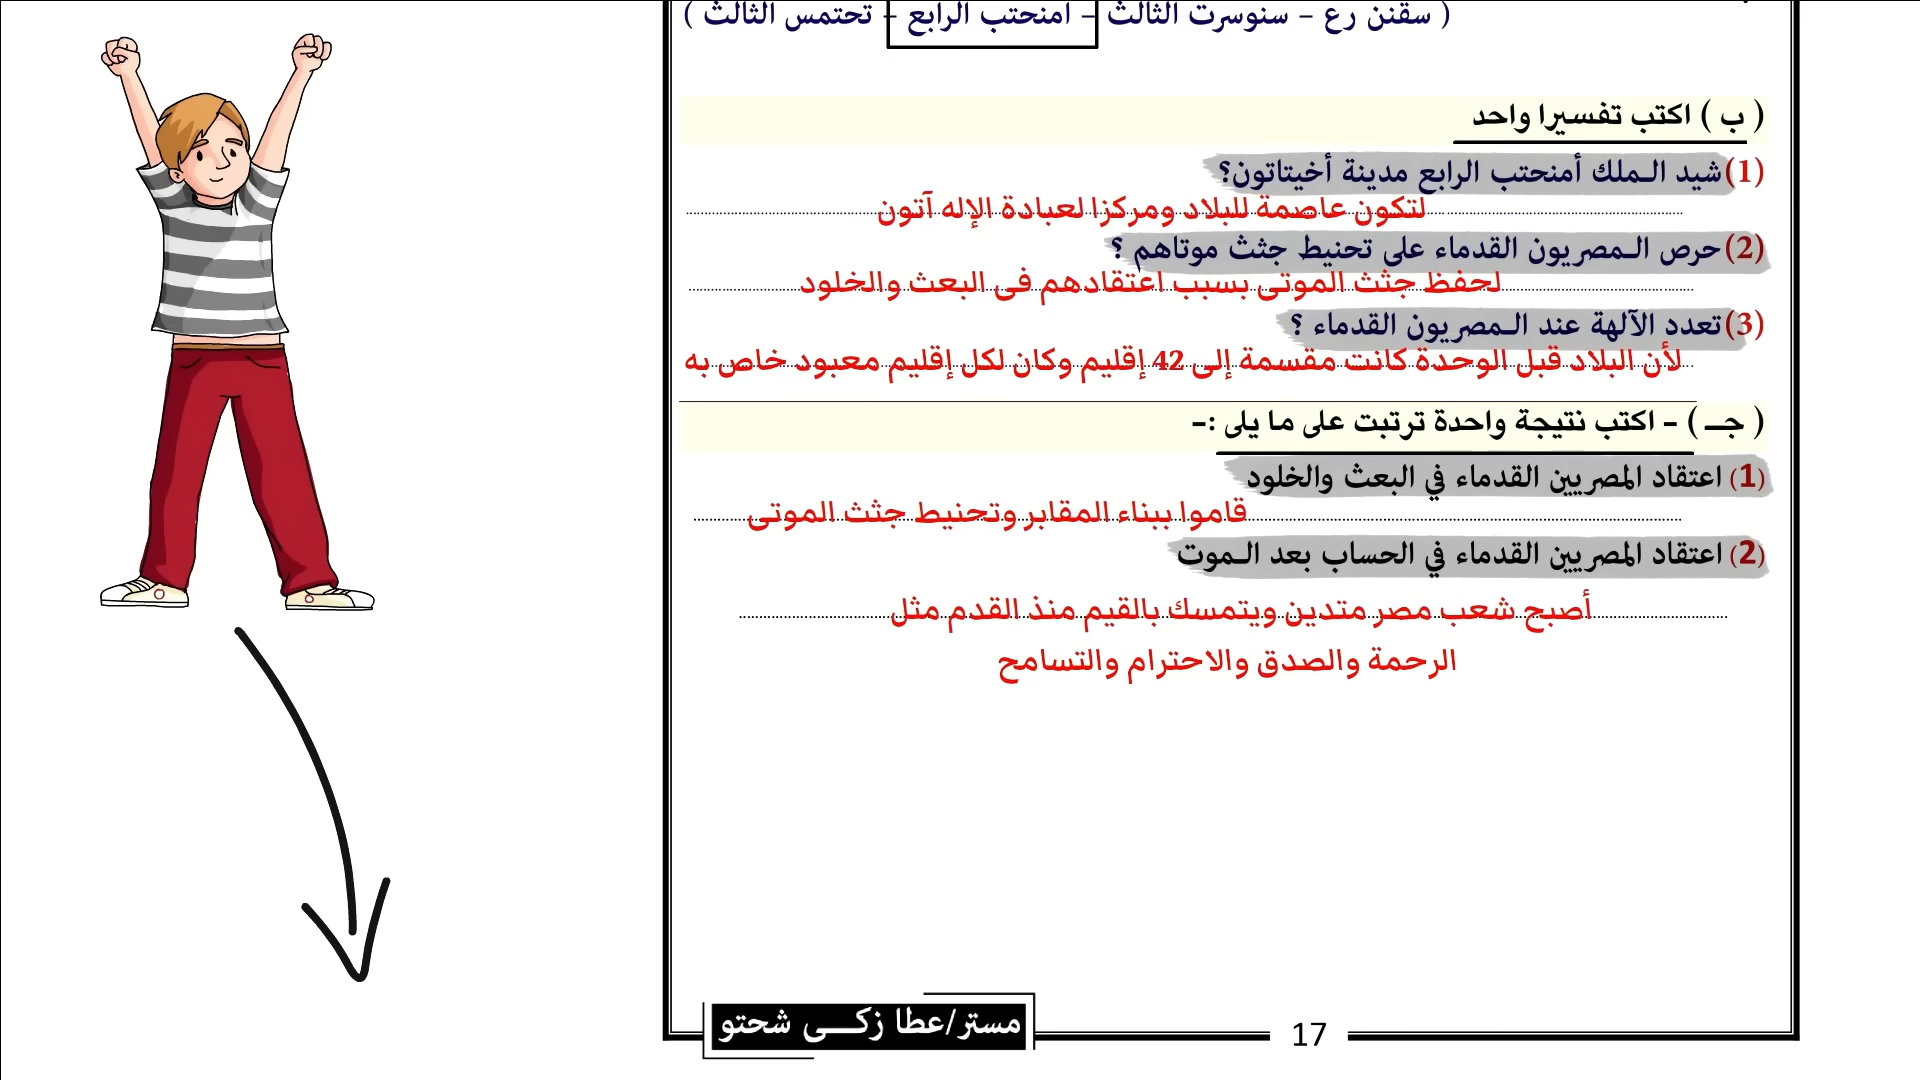 ( سقنن رع – سنوسرت الثالث – امنحتب الرابع – تحتمس الثالث )
( ب ) اكتب تفسيرا واحد
(1) شيد الـملك أمنحتب الرابع مدينة أخيتاتون؟
لتكون عاصمة للبلاد ومركزا لعبادة الإله آتون
(2) حرص الـمصريون القدماء على تحنيط جثث موتاهم ؟
لحفظ جثث الموتى بسبب اعتقادهم فى البعث والخلود
(3) تعدد الآلهة عند الـمصريون القدماء ؟
لأن البلاد قبل الوحدة كانت مقسمة إلى 42 إقليم وكان لكل إقليم معبود خاص به
( جـ ) - اكتب نتيجة واحدة ترتبت على ما يلى :-
(1) اعتقاد المصريين القدماء في البعث والخلود
قاموا ببناء المقابر وتحنيط جثث الموتى
(2) اعتقاد المصريين القدماء في الحساب بعد الـموت
أصبح شعب مصر متدين ويتمسك بالقيم منذ القدم مثل
الرحمة والصدق والاحترام والتسامح
17
مستر/عطا زكــى شحتو